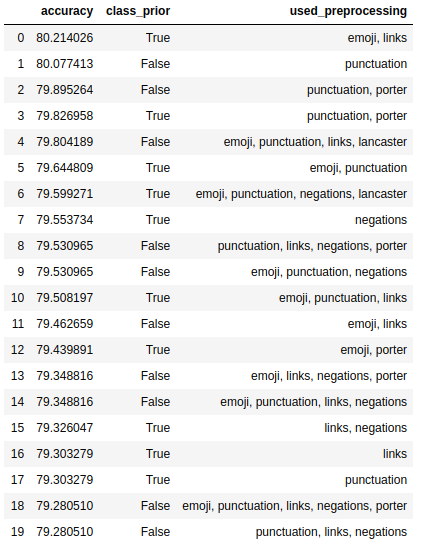 accuracy class_prior used_preprocessing
0 80.214026 True emoji, links
1 80.077413 False punctuation
2 79.895264 False punctuation, porter
3 79.826958 True punctuation, porter
4 79.804189 False emoji, punctuation, links, lancaster
5 79.644809 True emoji, punctuation
6 79.599271 True emoji, punctuation, negations, lancaster
7 79.553734 True negations
8 79.530965 False punctuation, links, negations, porter
9 79.530965 False emoji, punctuation, negations
10 79.508197 True emoji, punctuation, links
11 79.462659 False emoji, links
12 79.439891 True emoji, porter
13 79.348816 False emoji, links, negations, porter
14 79.348816 False emoji, punctuation, links, negations
15 79.326047 True links, negations
16 79.303279 True links
17 79.303279 True punctuation
18 79.280510 False emoji, punctuation, links, negations, porter
19 79.280510 False punctuation, links, negations